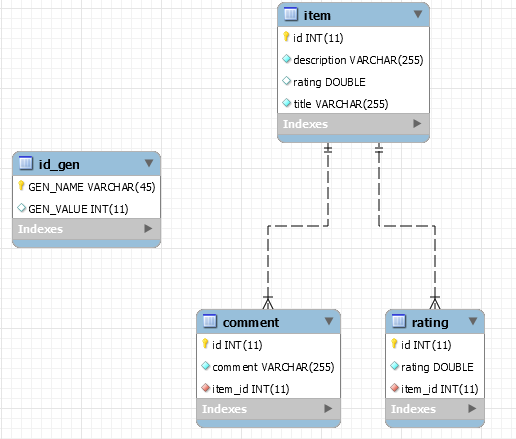 item
id INT(11)
description VARCHAR(255)
rating DOUBLE
title VARCHAR(255)
Indexes
id_gen
GEN_NAME VARCHAR(45)
GEN_VALUE INT(11)
Indexes
comment
id INT(11)
comment VARCHAR(255)
item_id INT(11)
Indexes
rating
id INT(11)
rating DOUBLE
item_id INT(11)
Indexes